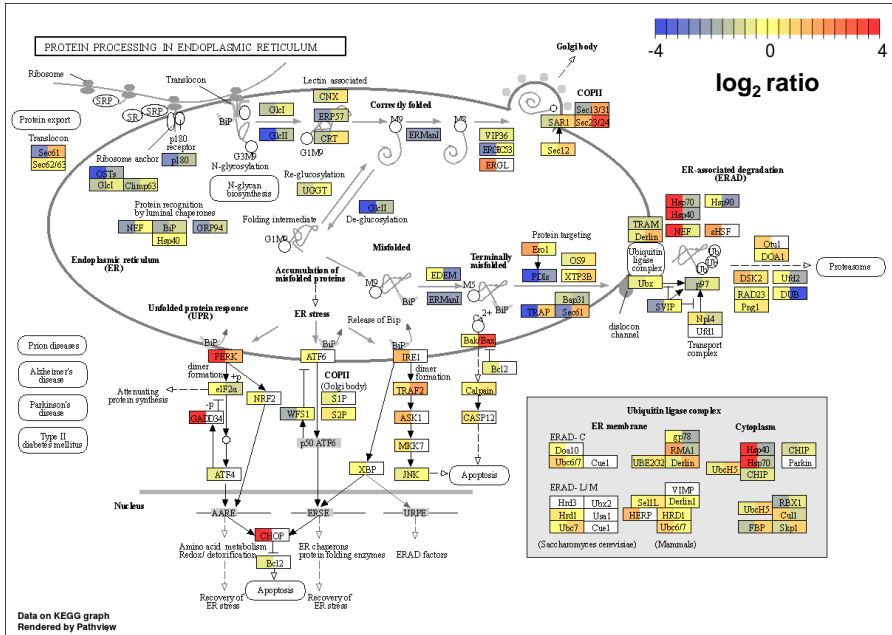 -4 0 4
log2 ratio
PROTEIN PROCESSING IN ENDOPLASMIC RETICULUM
Golgi body
Ribosome
Translocon
Lectin associated
COPII
SRP
SR
SRP
BiP
GlcI
CNX
Correctly folded
Sec13/31
Protein export
ERP57
M9
M8
SAR1
Sec23/24
Translocon
p180
receptor
GlcII
CRT
ERManI
VIP36
Sec61
Ribosome anchor
p180
G3M9
G1M9
ERGIC53
Sec12
Sec62/63
N-glycosylation
ERGL
ER-associated degradation
(ERAD)
OSTs
Re-glucosylation
GlcI
Climp63
N-glycan
biosynthesis
UGGT
Hsp70
Hsp90
Protein recognition
by luminal chaperones
Folding intermediate
GlcII
De-glucosylation
Hsp40
NEF
BiP
GRP94
Hsp40
Protein targeting
TRAM
NEF
sHSF
G1M9
Derlin
Endoplasmic reticulum
(ER)
Misfolded
Terminally
misfolded
Ero1
OS9
Ubiquitin
ligase
complex
Ub
Ub
Ub
Otu1
DOA1
Proteasome
Accumulation of
misfolded proteins
M9
EDEM
PDIs
XTP3B
Ubx
p97
DSK2
Ufd2
BiP
ERManI
M5
BiP
Bap31
SVIP
RAD23
DUB
Unfolded protein responce
(UPR)
ER stress
Release of Bip
2+
TRAP
Sec61
dislocon
channel
Npl4
Png1
Ufd1
Transport
complex
Prion diseases
BiP
BiP
BiP
Bak/Bax
PERK
ATF6
IRE1
Alzheimer's
disease
dimer
formation
+p
COPII
(Golgi body)
dimer
formation
Bcl2
Attenuating
protein synthesis
eIF2α
NRF2
S1P
TRAF2
Calpain
Parkinson's
disease
-p
GADD34
WFS1
S2P
ASK1
CASP12
Type II
diabetes mellitus
p50 ATF6
MKK7
ATF4
XBP
JNK
Apoptosis
Nucleus
AARE
ERSE
URPE
CHOP
Amino acid metabolism
Redox/ detoxification
ER chaperons
protein folding enzymes
ERAD factors
Bcl2
Recovery of
ER stress
Apoptosis
Recovery of
ER stress
Ubiquitin ligase complex
ER membrane
Cytoplasm
ERAD- C
gp78
Doa10
RMA1
Hsp40
CHIP
Ubc6/7
Cue1
UBE2G2
Derlin
UbcH5
Hsp70
Parkin
CHIP
ERAD- L/M
VIMP
Hrd3
Ubx2
Sel1L
Derlin1
RBX1
Hrd1
Usa1
HERP
HRD1
UbcH5
Cul1
Ubc7
Cue1
Ubc6/7
FBP
Skp1
(Saccharomyces cerevisiae)
(Mammals)
Data on KEGG graph
Rendered by Pathview